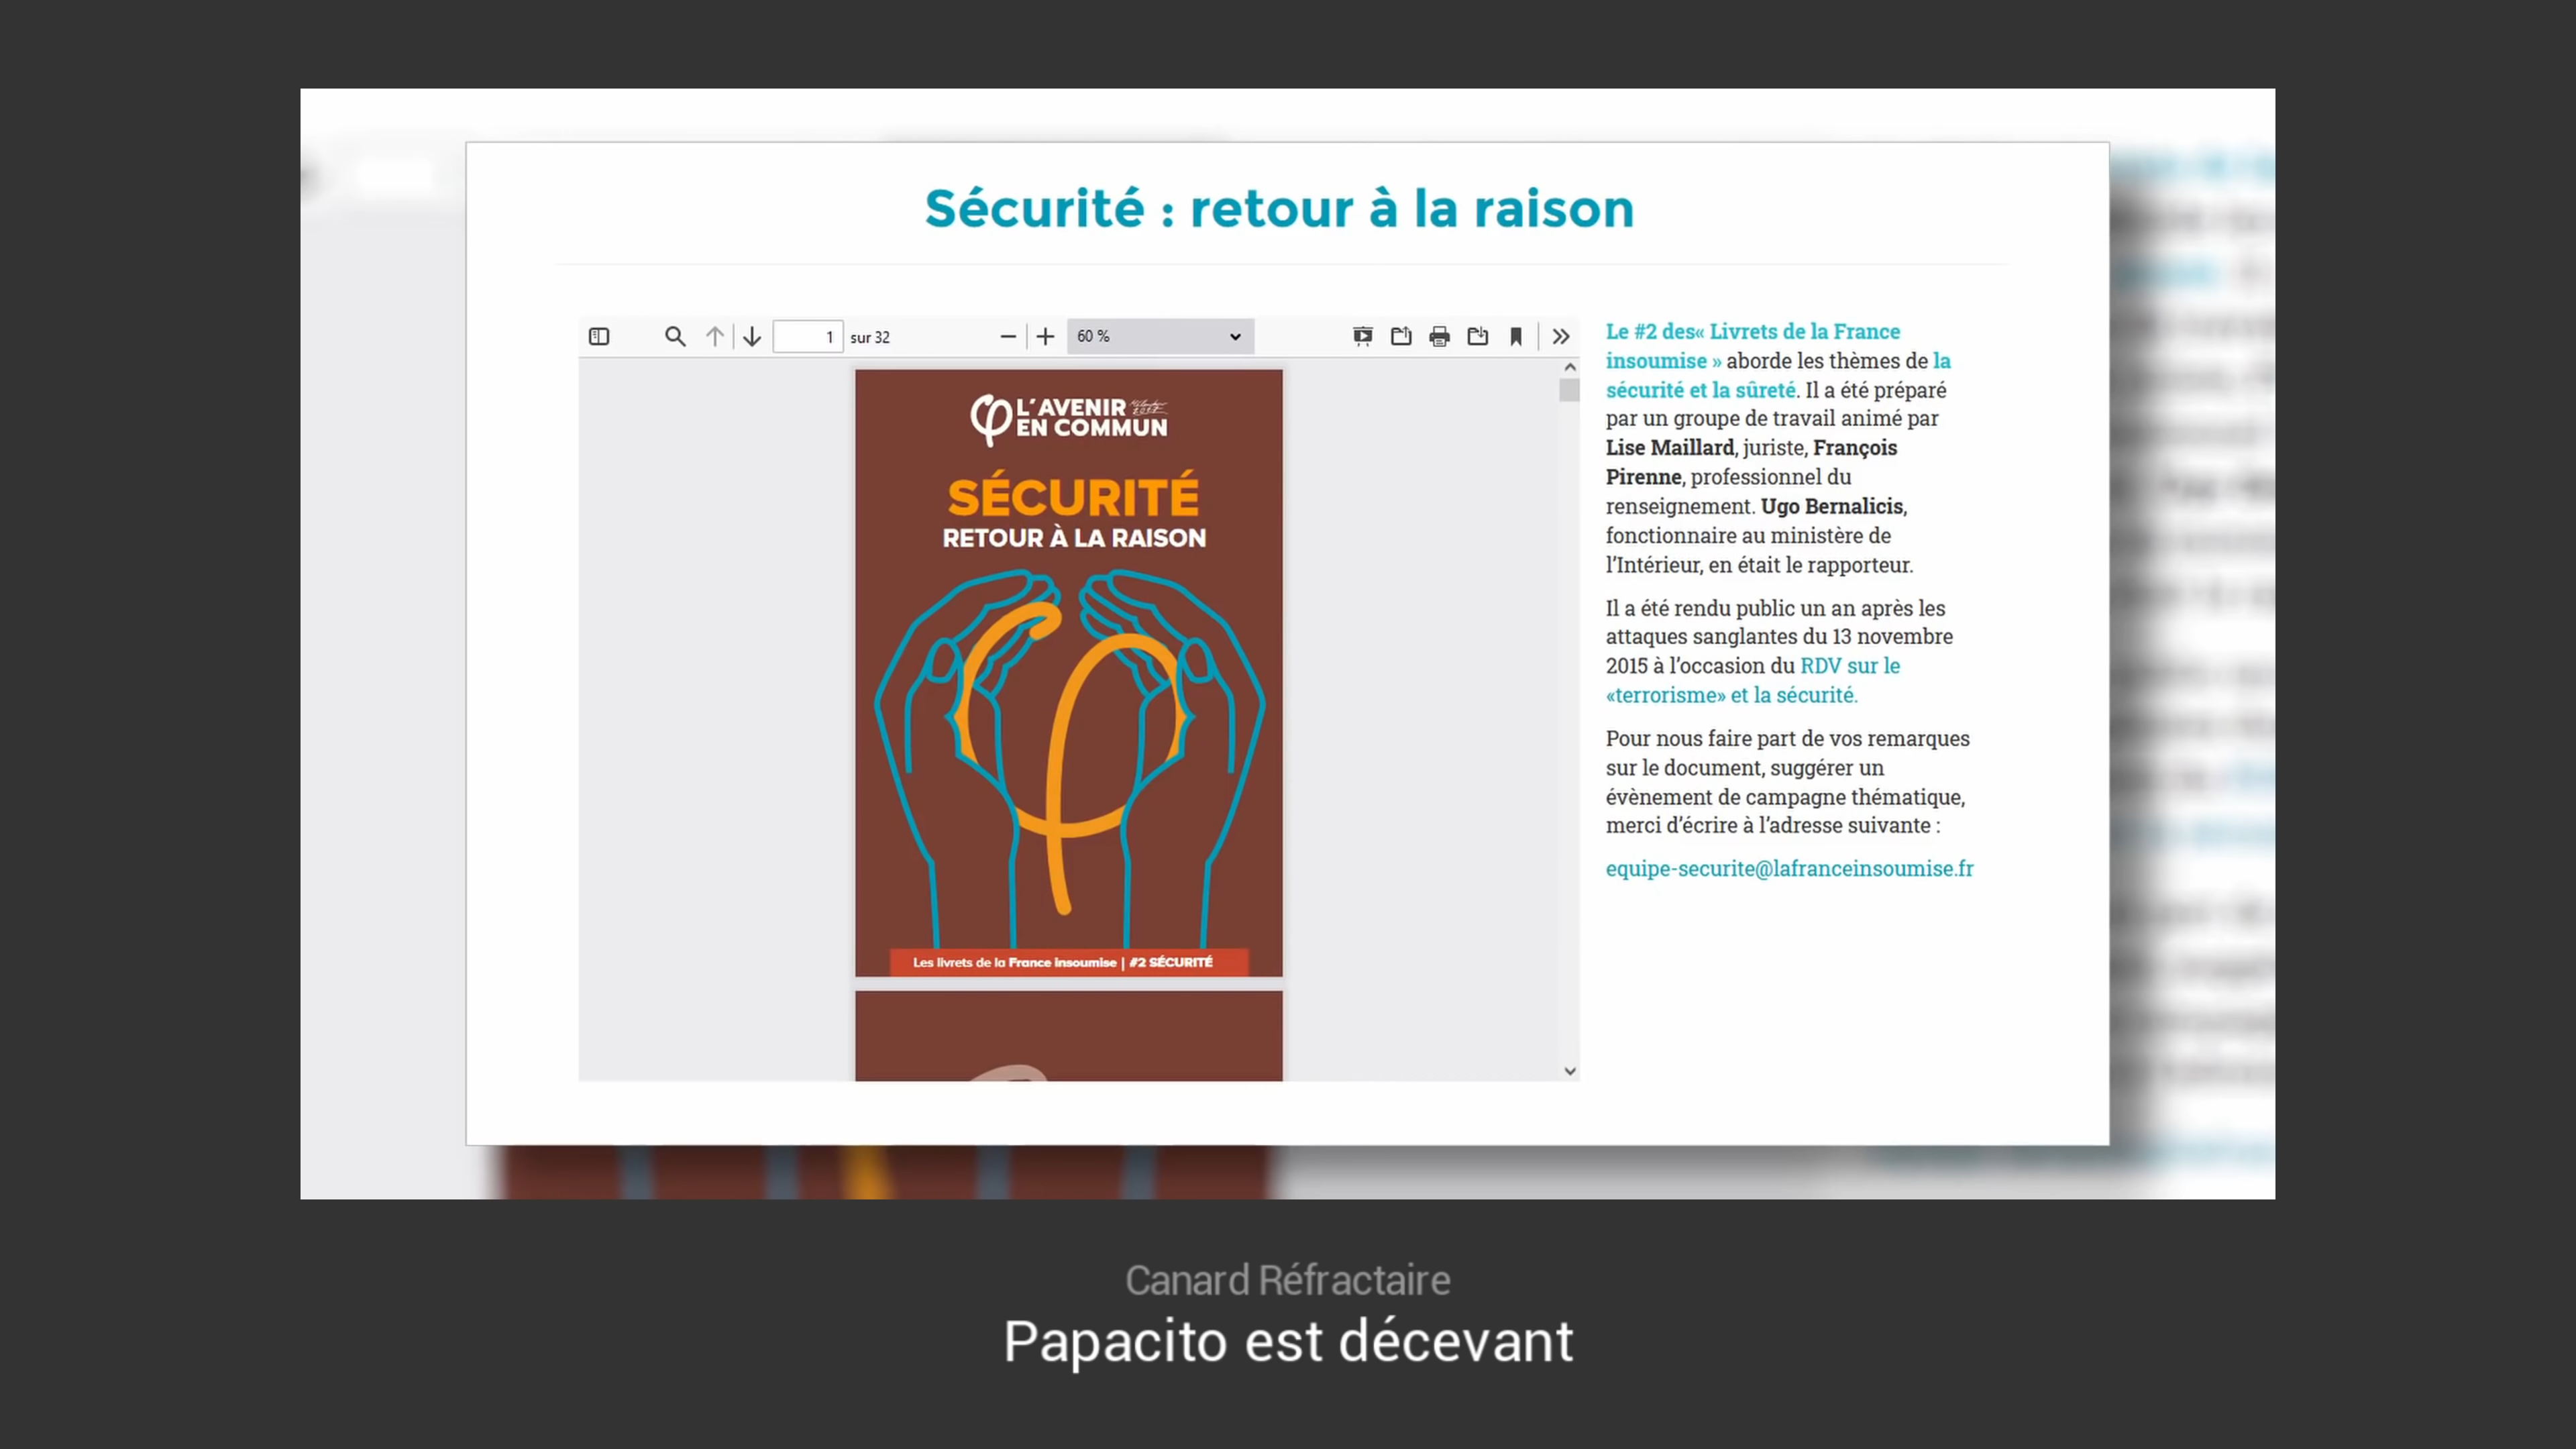 Sécurité : retour à la raison
1 sur 32
60 %
L'AVENIR
EN COMMUN
SÉCURITÉ
RETOUR À LA RAISON
Les livrets de la France insoumise | #2 SÉCURITÉ
Le #2 des« Livrets de la France
insoumise » aborde les thèmes de la
sécurité et la sûreté. Il a été préparé
par un groupe de travail animé par
Lise Maillard, juriste, François
Pirenne, professionnel du
renseignement. Ugo Bernalicis,
fonctionnaire au ministère de
l'Intérieur, en était le rapporteur.
Il a été rendu public un an après les
attaques sanglantes du 13 novembre
2015 à l'occasion du RDV sur le
«terrorisme» et la sécurité.
Pour nous faire part de vos remarques
sur le document, suggérer un
évènement de campagne thématique,
merci d'écrire à l'adresse suivante :
equipe-securite@lafranceinsoumise.fr
Canard Réfractaire
Papacito est décevant